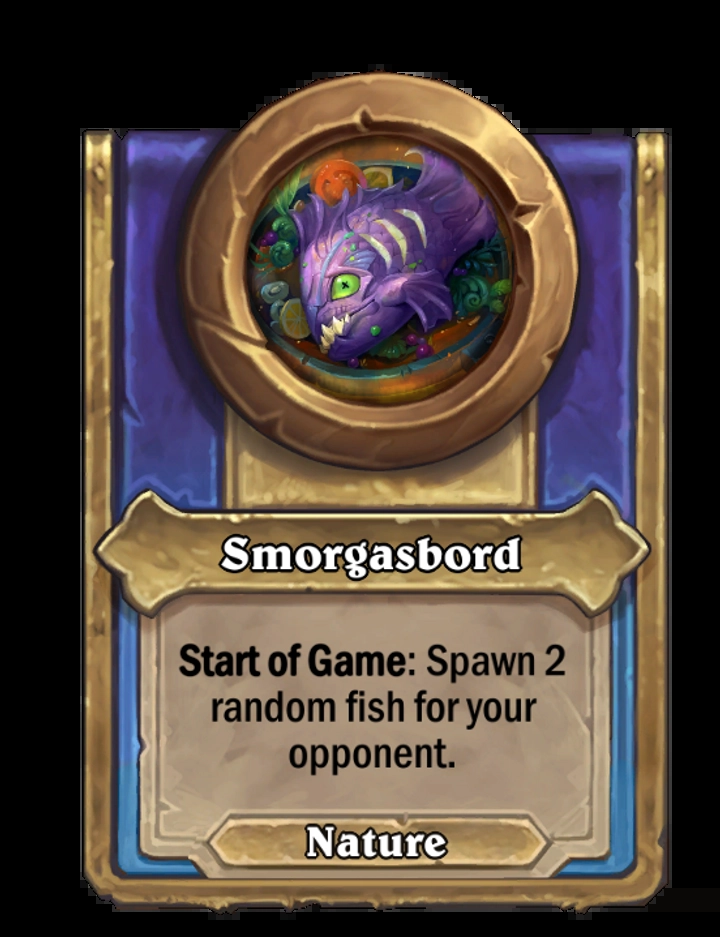 Smorgasbord
Start of Game: Spawn 2
random fish for your
opponent.
Nature